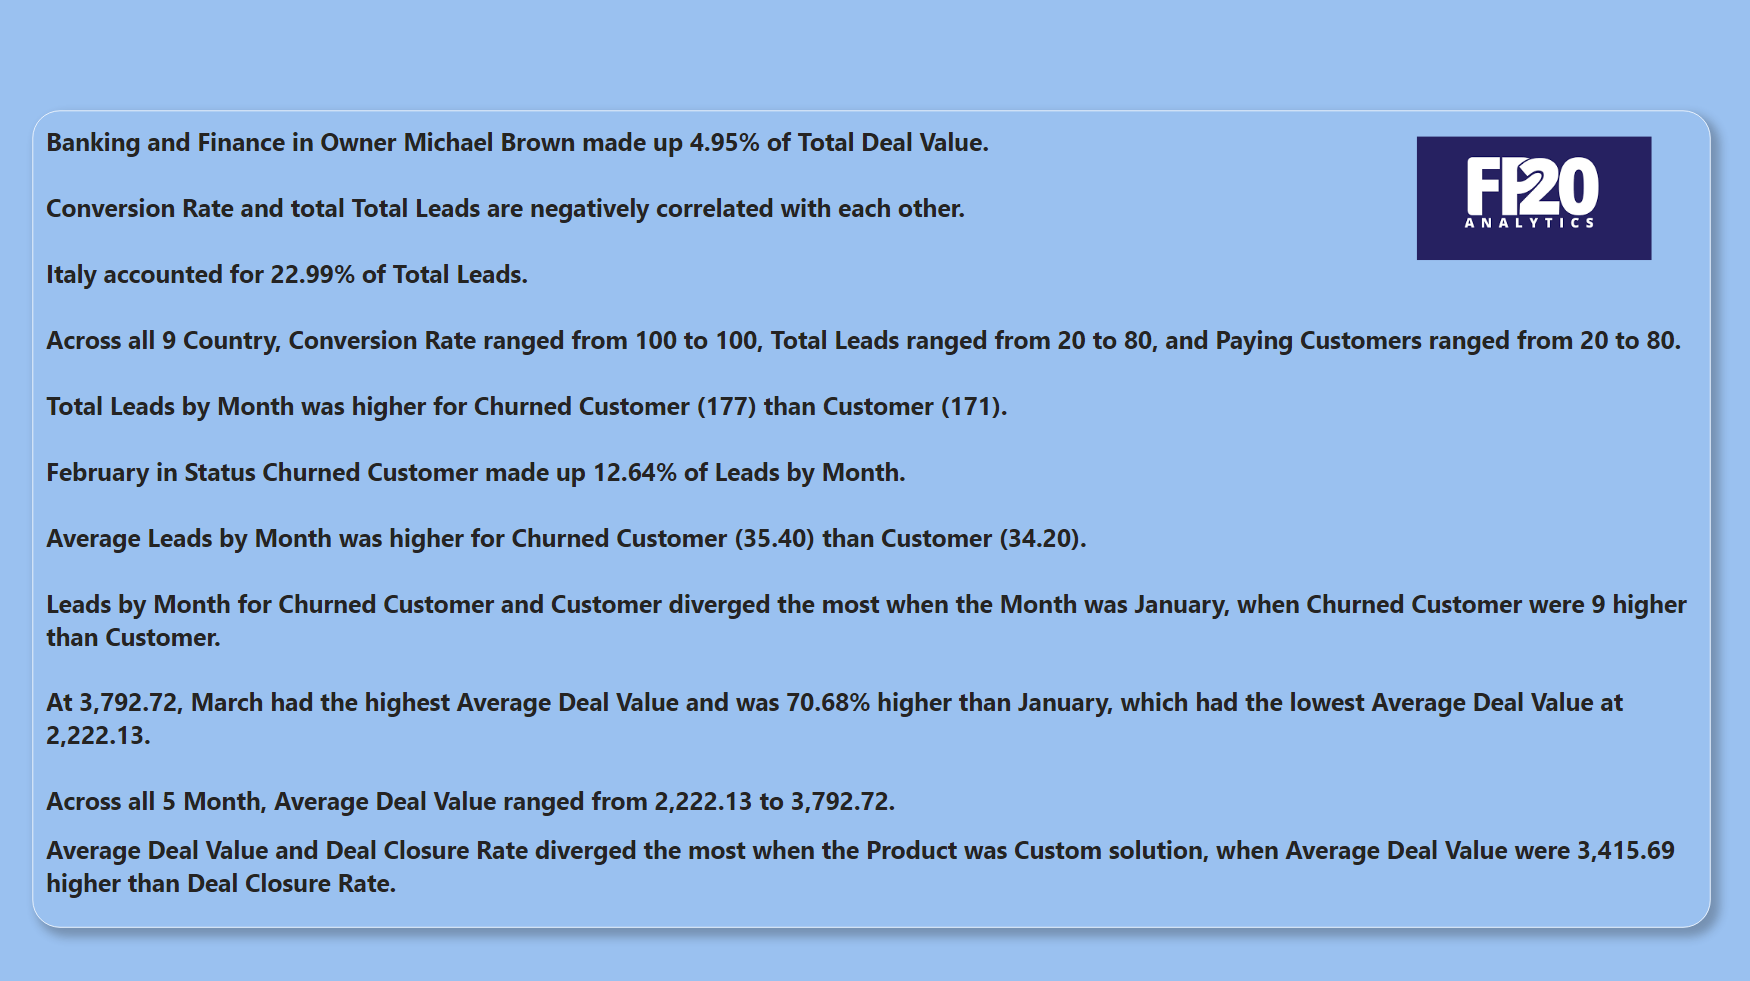 Banking and Finance in Owner Michael Brown made up 4.95% of Total Deal Value.
FP20
ANALYTICS
Conversion Rate and total Total Leads are negatively correlated with each other.
Italy accounted for 22.99% of Total Leads.
Across all 9 Country, Conversion Rate ranged from 100 to 100, Total Leads ranged from 20 to 80, and Paying Customers ranged from 20 to 80.
Total Leads by Month was higher for Churned Customer (177) than Customer (171).
February in Status Churned Customer made up 12.64% of Leads by Month.
Average Leads by Month was higher for Churned Customer (35.40) than Customer (34.20).
Leads by Month for Churned Customer and Customer diverged the most when the Month was January, when Churned Customer were 9 higher
than Customer.
At 3,792.72, March had the highest Average Deal Value and was 70.68% higher than January, which had the lowest Average Deal Value at
2,222.13.
Across all 5 Month, Average Deal Value ranged from 2,222.13 to 3,792.72.
Average Deal Value and Deal Closure Rate diverged the most when the Product was Custom solution, when Average Deal Value were 3,415.69
higher than Deal Closure Rate.